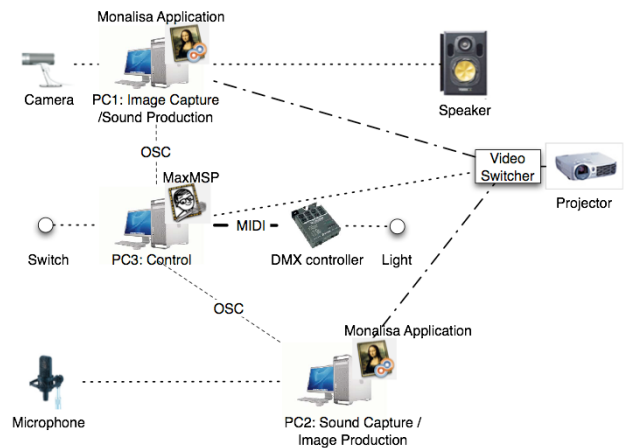 Monalisa Application
Camera
PC1: Image Capture
/Sound Production
Speaker
OSC
Video
Switcher
Projector
MaxMSP
MIDI
Switch
PC3: Control
DMX controller
Light
OSC
Monalisa Application
Microphone
PC2: Sound Capture /
Image Production